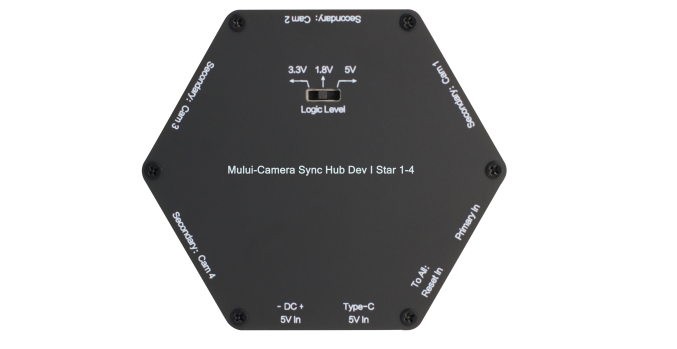 Secondary: Cam 2
3.3V 1.8V 5V
Logic Level
Secondary: Cam 3
Secondary: Cam 1
Mului-Camera Sync Hub Dev I Star 1-4
Secondary: Cam 4
Primary In
To All:
Reset In
- DC +
5V In
Type-C
5V In